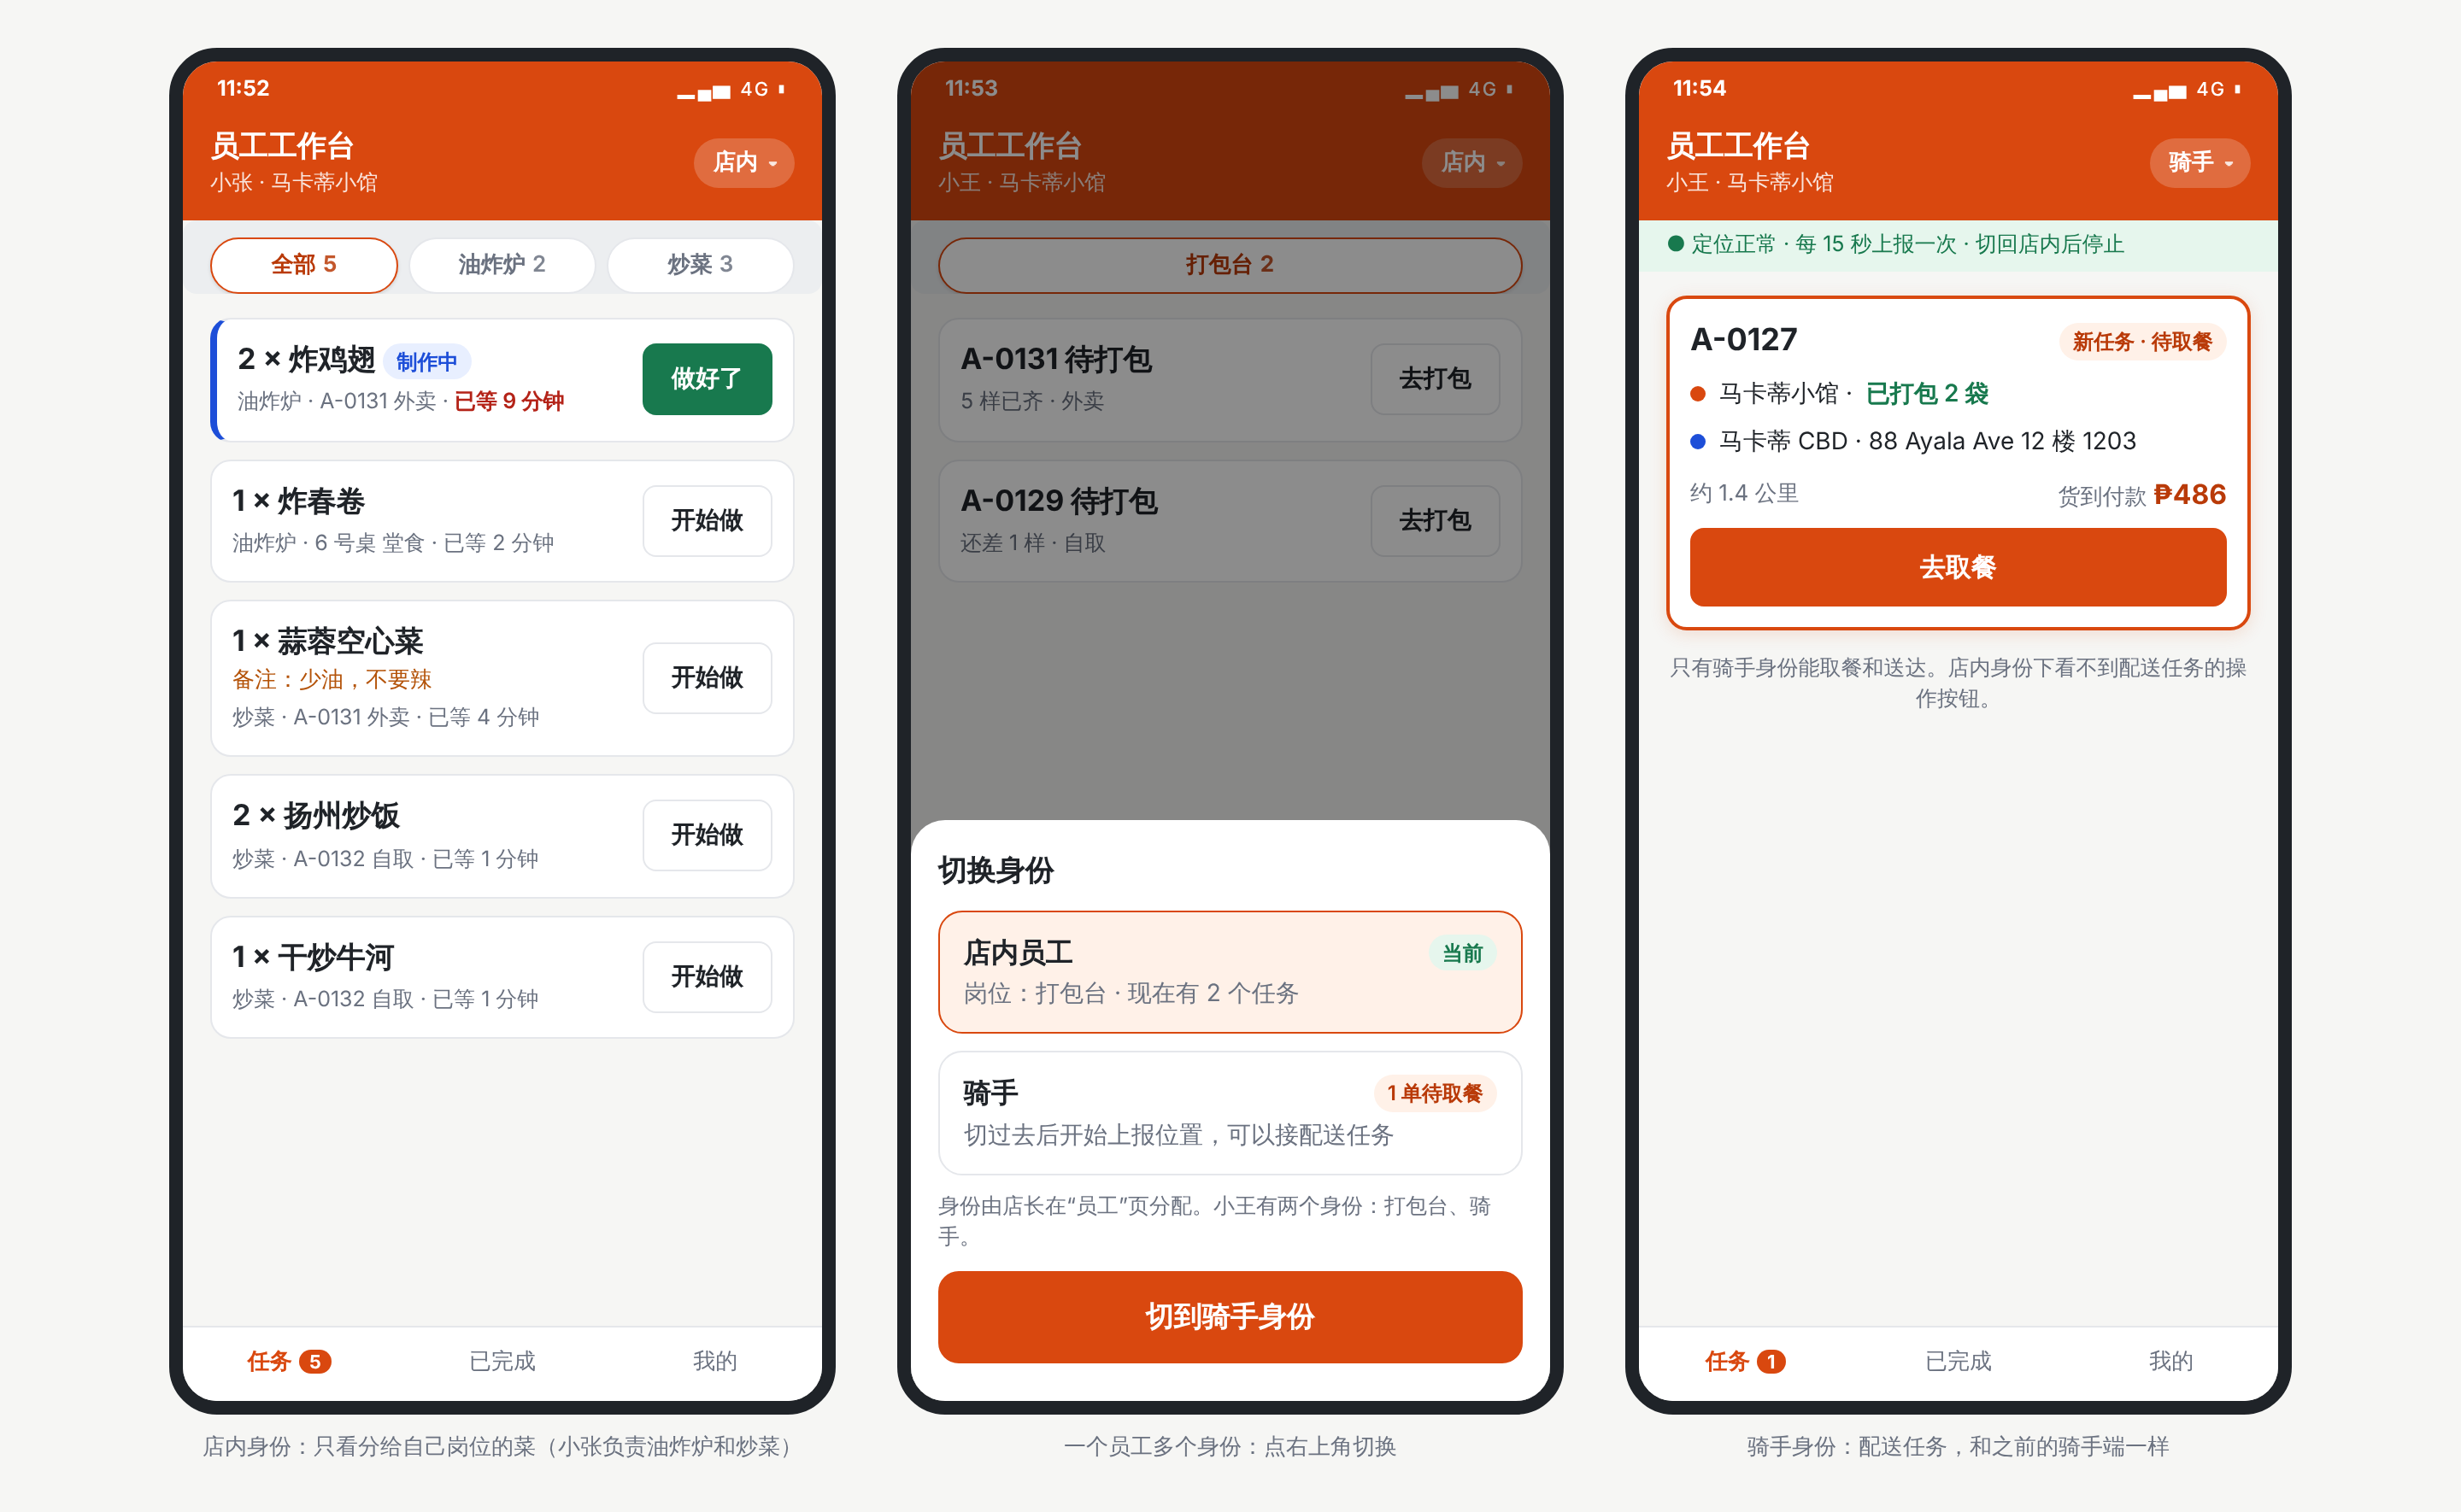 11:52
4G
员工工作台
小张 · 马卡蒂小馆
店内
全部 5
油炸炉 2
炒菜 3
2 × 炸鸡翅 制作中
油炸炉 · A-0131 外卖 · 已等 9 分钟
做好了
1 × 炸春卷
油炸炉 · 6 号桌 堂食 · 已等 2 分钟
开始做
1 × 蒜蓉空心菜
备注：少油，不要辣
炒菜 · A-0131 外卖 · 已等 4 分钟
开始做
2 × 扬州炒饭
炒菜 · A-0132 自取 · 已等 1 分钟
开始做
1 × 干炒牛河
炒菜 · A-0132 自取 · 已等 1 分钟
开始做
任务 5
已完成
我的
店内身份：只看分给自己岗位的菜（小张负责油炸炉和炒菜）
11:53
4G
员工工作台
小王 · 马卡蒂小馆
店内
打包台 2
A-0131 待打包
5 样已齐 · 外卖
去打包
A-0129 待打包
还差 1 样 · 自取
去打包
切换身份
店内员工
当前
岗位：打包台 · 现在有 2 个任务
骑手
1 单待取餐
切过去后开始上报位置，可以接配送任务
身份由店长在“员工”页分配。小王有两个身份：打包台、骑
手。
切到骑手身份
一个员工多个身份：点右上角切换
11:54
4G
员工工作台
小王 · 马卡蒂小馆
骑手
定位正常 · 每 15 秒上报一次 · 切回店内后停止
A-0127
新任务 · 待取餐
马卡蒂小馆 · 已打包 2 袋
马卡蒂 CBD · 88 Ayala Ave 12 楼 1203
约 1.4 公里
货到付款 ₱486
去取餐
只有骑手身份能取餐和送达。店内身份下看不到配送任务的操
作按钮。
任务 1
已完成
我的
骑手身份：配送任务，和之前的骑手端一样